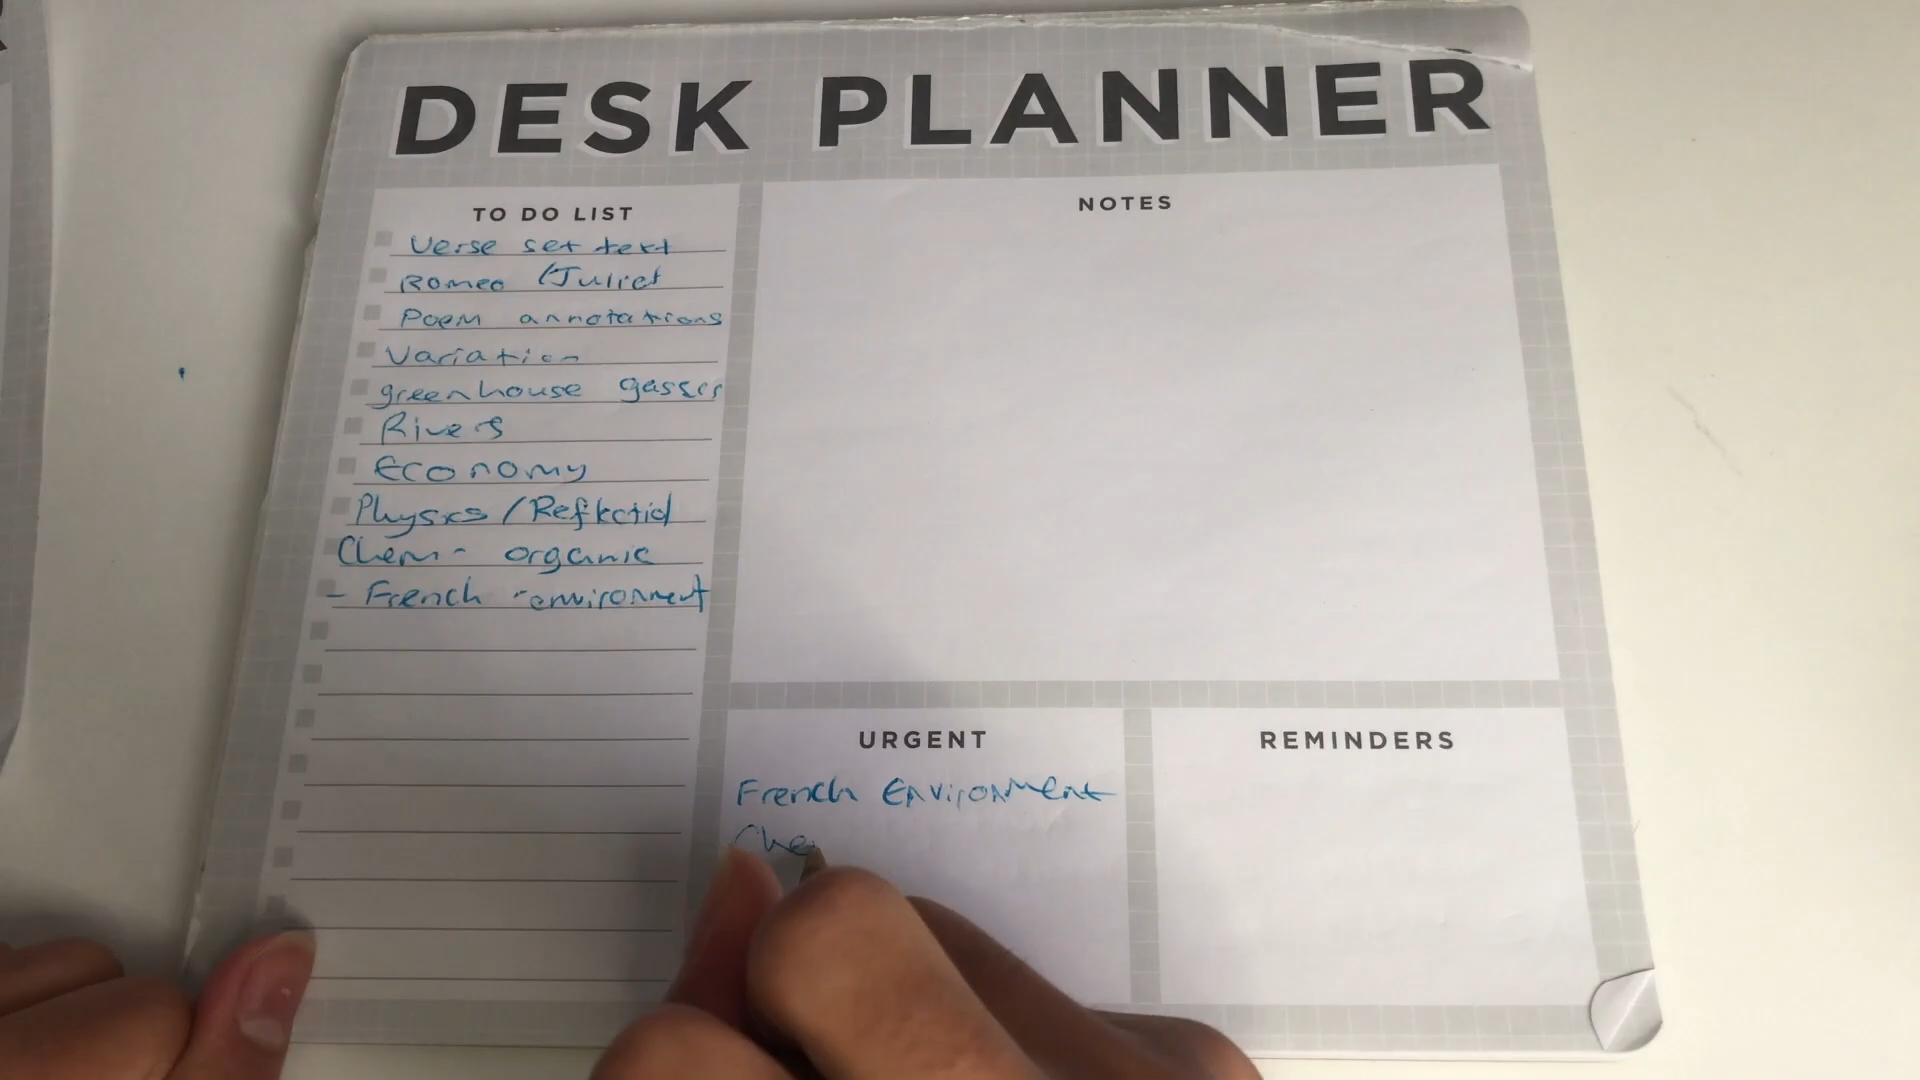 DESK PLANNER
TO DO LIST
Verse set text
Romeo /Juliet
Poem annotations
Variation
greenhouse gasses
Rivers
Economy
Physics /
Chem - organic
- French - environment
NOTES
URGENT
French Environment
Che
REMINDERS